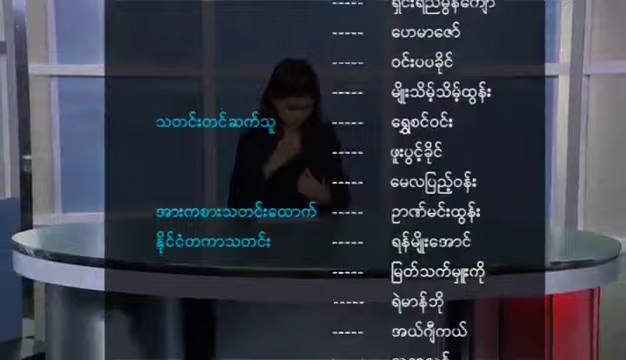 ----- ရှင်းရည်မွန်ကျော်
----- ဟေမာဇော်
----- ဝင်းပပခိုင်
----- မျိုးသိမ့်သိမ့်ထွန်း
သတင်းတင်ဆက်သူ ----- ရွှေစင်ဝင်း
----- ဖူးပွင့်ခိုင်
----- မေလပြည့်ဝန်း
အားကစားသတင်းထောက် ----- ဉာဏ်မင်းထွန်း
နိုင်ငံတကာသတင်း ----- ရန်မျိုးအောင်
----- မြတ်သက်မှူးကို
----- ရဲမာန်ဘို
----- အယ်ဂျီကယ်